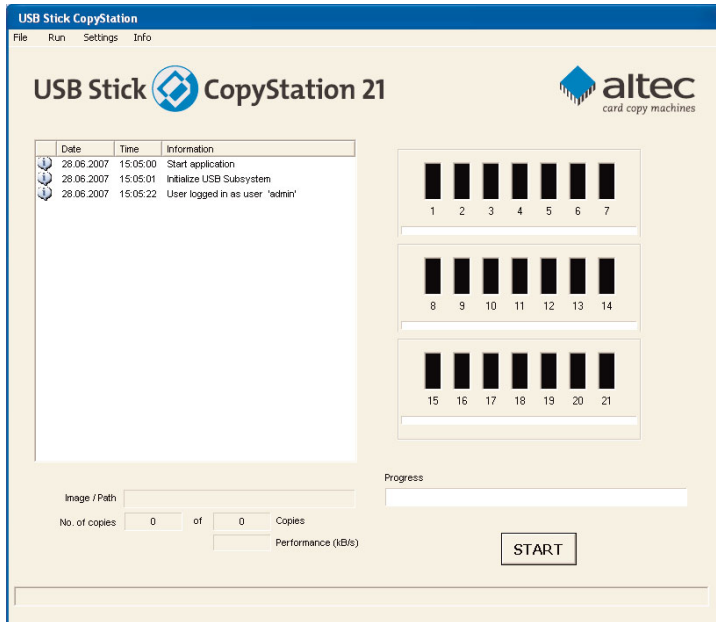 USB Stick CopyStation
File Run Settings Info
USB Stick CopyStation 21
altec
card copy machines
Date Time Information
28.06.2007 15:05:00 Start application
28.06.2007 15:05:01 Initialize USB Subsystem
28.06.2007 15:05:22 User logged in as user 'admin'
1 2 3 4 5 6 7
8 9 10 11 12 13 14
15 16 17 18 19 20 21
Progress
Image / Path
No. of copies 0 of 0 Copies
Performance (kB/s)
START